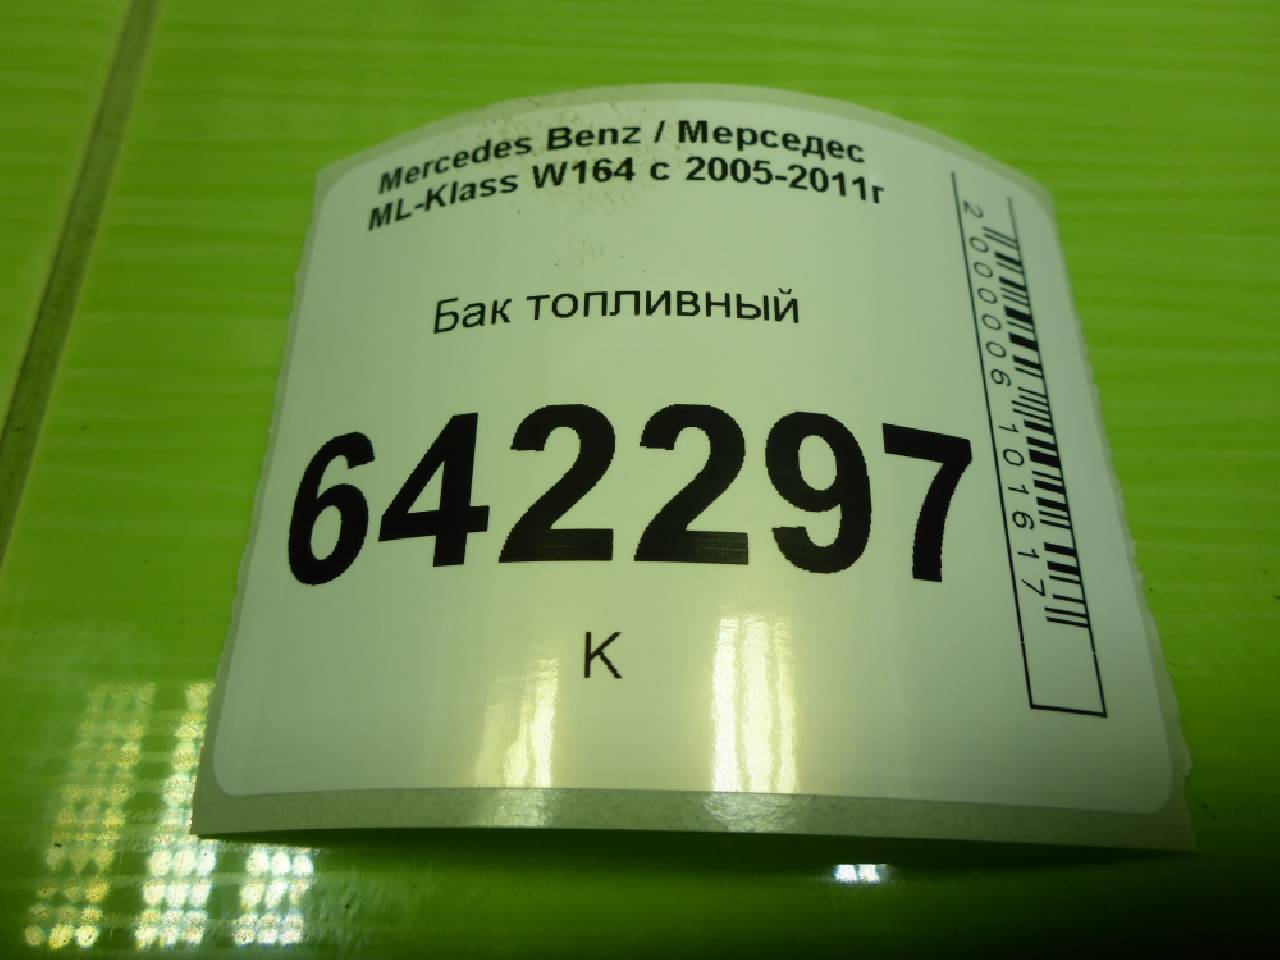 Mercedes Benz / Мерседес
ML-Klass W164 с 2005-2011г
Бак топливный
642297
К
2000006101617